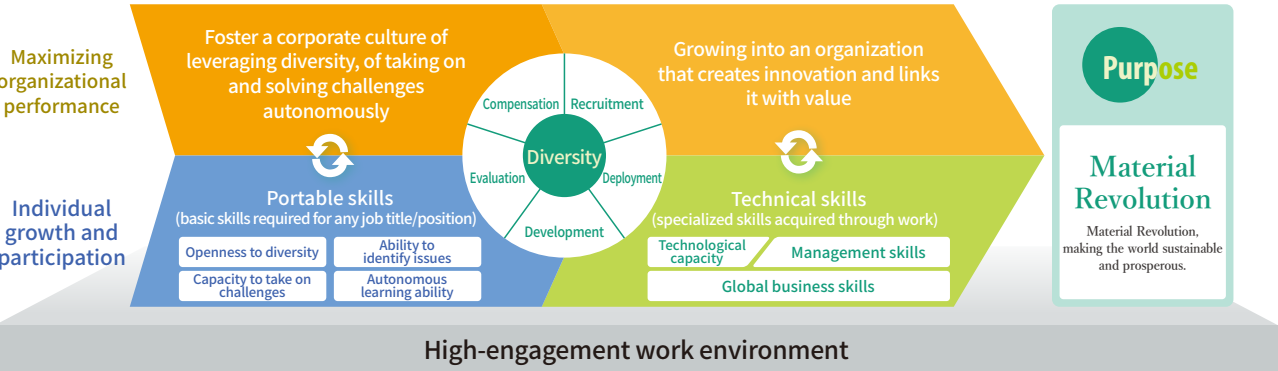 Maximizing
organizational
performance
Foster a corporate culture of
leveraging diversity, of taking on
and solving challenges
autonomously
Growing into an organization
that creates innovation and links
it with value
Compensation
Recruitment
Diversity
Evaluation
Deployment
Development
Individual
growth and
participation
Portable skills
(basic skills required for any job title/position)
Openness to diversity
Ability to
identify issues
Capacity to take on
challenges
Autonomous
learning ability
Technical skills
(specialized skills acquired through work)
Technological
capacity
Management skills
Global business skills
Purpose
Material
Revolution
Material Revolution,
making the world sustainable
and prosperous.
High-engagement work environment